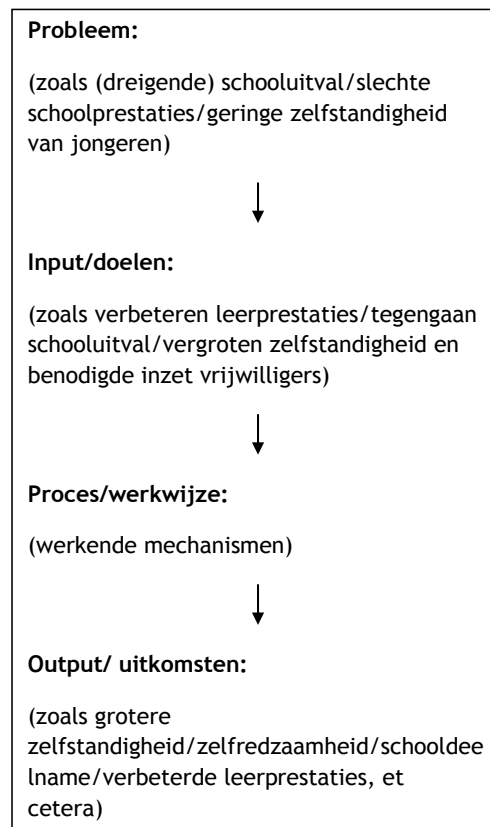 Probleem:
(zoals (dreigende) schooluitval/slechte
schoolprestaties/geringe zelfstandigheid
van jongeren)
Input/doelen:
(zoals verbeteren leerprestaties/tegengaan
schooluitval/vergroten zelfstandigheid en
benodigde inzet vrijwilligers)
Proces/werkwijze:
(werkende mechanismen)
Output/ uitkomsten:
(zoals grotere
zelfstandigheid/zelfredzaamheid/schooldee
lname/verbeterde leerprestaties, et
cetera)